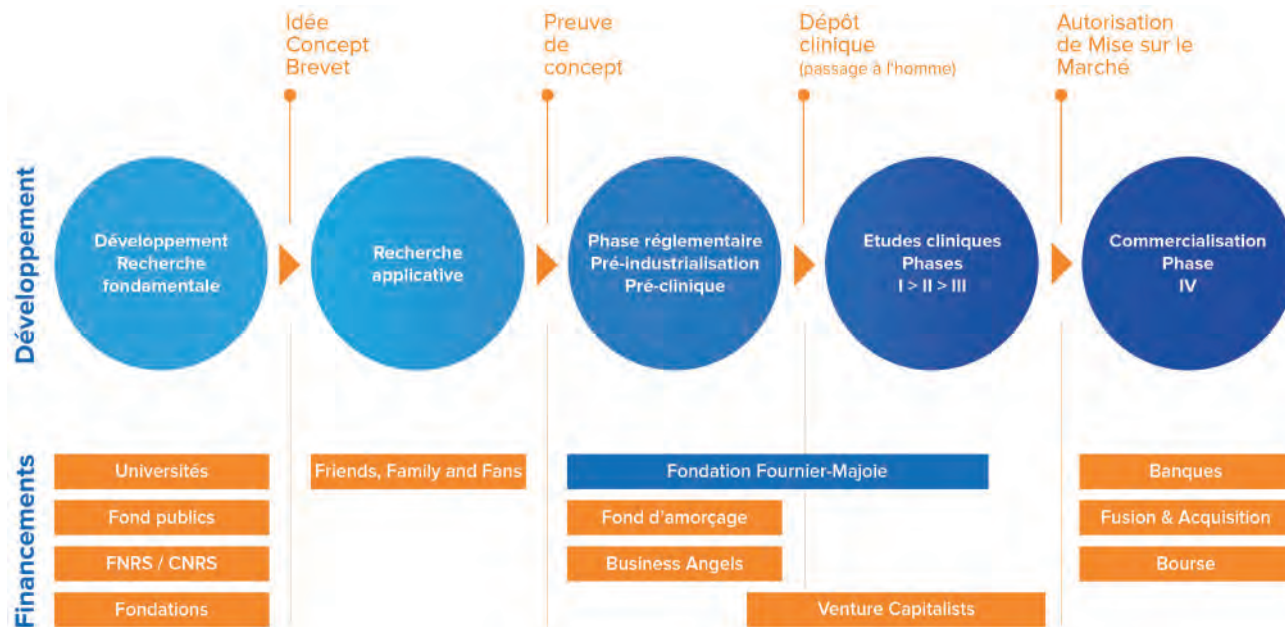 Idée
Concept
Brevet
Preuve
de
concept
Dépôt
clinique
(passage à l'homme)
Autorisation
de Mise sur le
Marché
Développement
Développement
Recherche
fondamentale
Recherche
applicative
Phase réglementaire
Pré-industrialisation
Pré-clinique
Etudes cliniques
Phases
I > II > III
Commercialisation
Phase
IV
Financements
Universités
Friends, Family and Fans
Fondation Fournier-Majoie
Banques
Fond publics
Fond d'amorçage
Fusion & Acquisition
FNRS / CNRS
Business Angels
Bourse
Fondations
Venture Capitalists